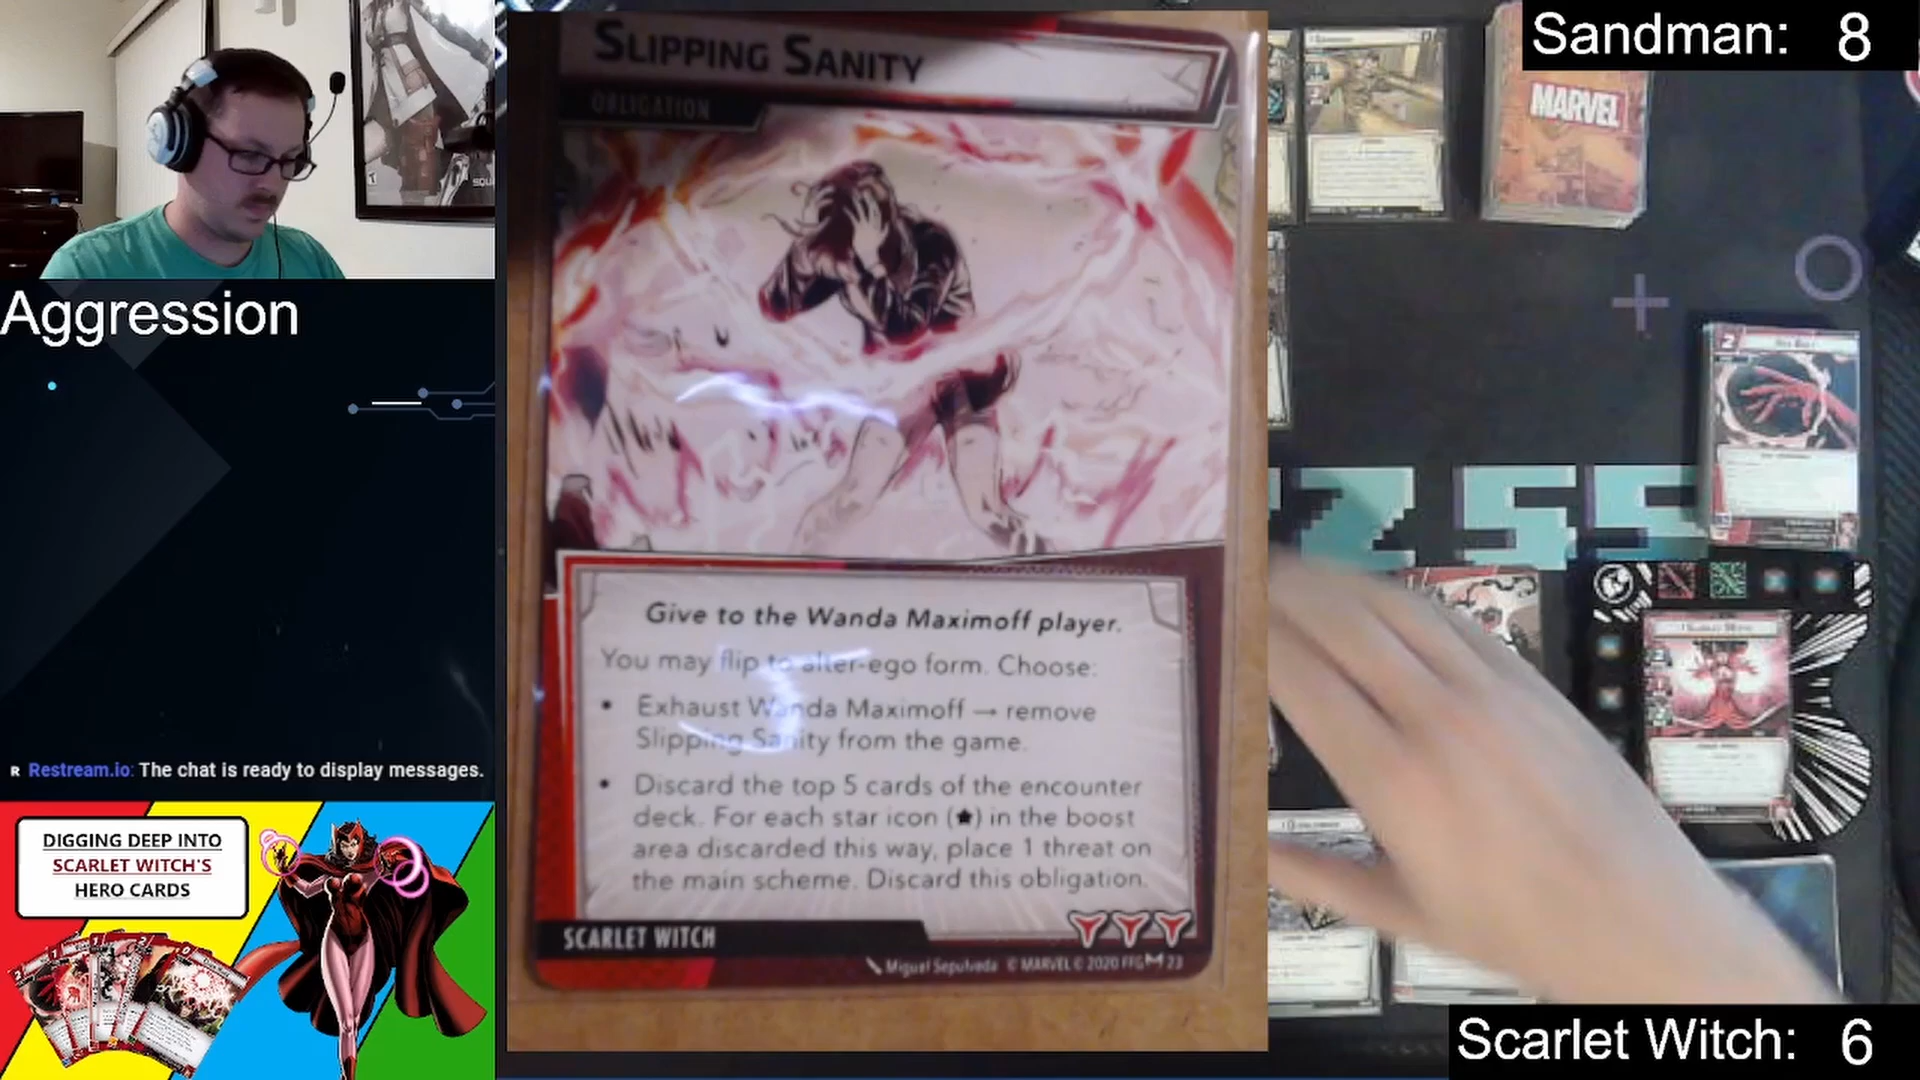 Sandman: 8
SLIPPING SANITY
OBLIGATION
MARVEL
Aggression
Give to the Wanda Maximoff player.
You may flip to alter-ego form. Choose:
• Exhaust Wanda Maximoff → remove
Slipping Sanity from the game.
• Discard the top 5 cards of the encounter
deck. For each star icon (★) in the boost
area discarded this way, place 1 threat on
the main scheme. Discard this obligation.
SCARLET WITCH
Miguel Sepulveda © MARVEL © 2020 FFG 23
R Restream.io: The chat is ready to display messages.
DIGGING DEEP INTO
SCARLET WITCH'S
HERO CARDS
Scarlet Witch: 6